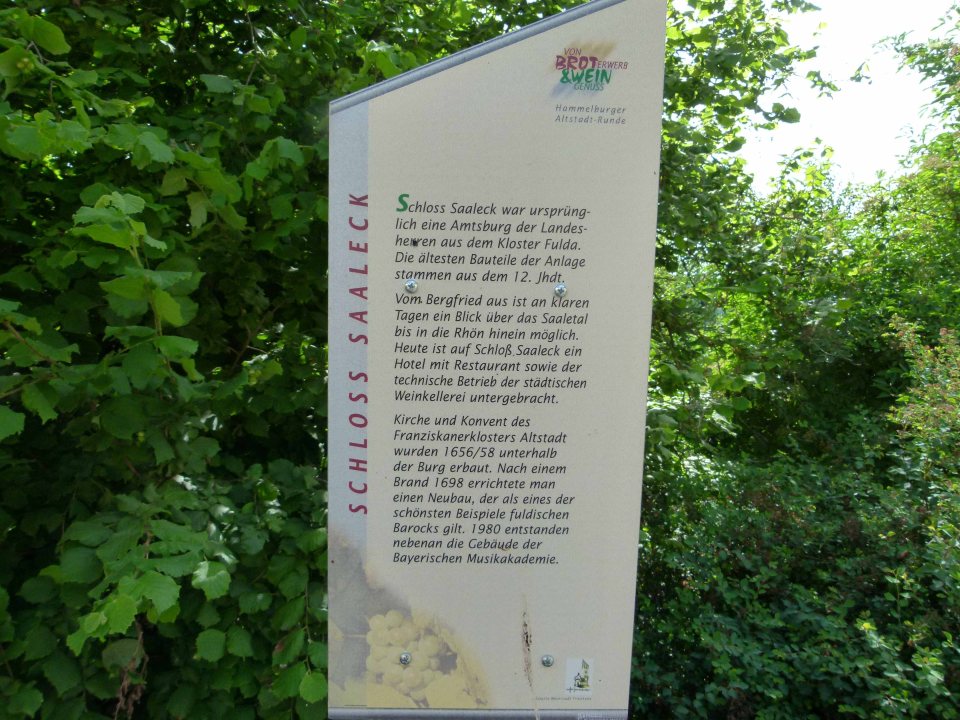 VON
BROTERWERB
&WEIN
GENUSS
Hammelburger
Altstadt-Runde
SCHLOSS SAALECK
Schloss Saaleck war ursprüng-
lich eine Amtsburg der Landes-
herren aus dem Kloster Fulda.
Die ältesten Bauteile der Anlage
stammen aus dem 12. Jhdt.
Vom Bergfried aus ist an klaren
Tagen ein Blick über das Saaletal
bis in die Rhön hinein möglich.
Heute ist auf Schloß Saaleck ein
Hotel mit Restaurant sowie der
technische Betrieb der städtischen
Weinkellerei untergebracht.
Kirche und Konvent des
Franziskanerklosters Altstadt
wurden 1656/58 unterhalb
der Burg erbaut. Nach einem
Brand 1698 errichtete man
einen Neubau, der als eines der
schönsten Beispiele fuldischen
Barocks gilt. 1980 entstanden
nebenan die Gebäude der
Bayerischen Musikakademie.